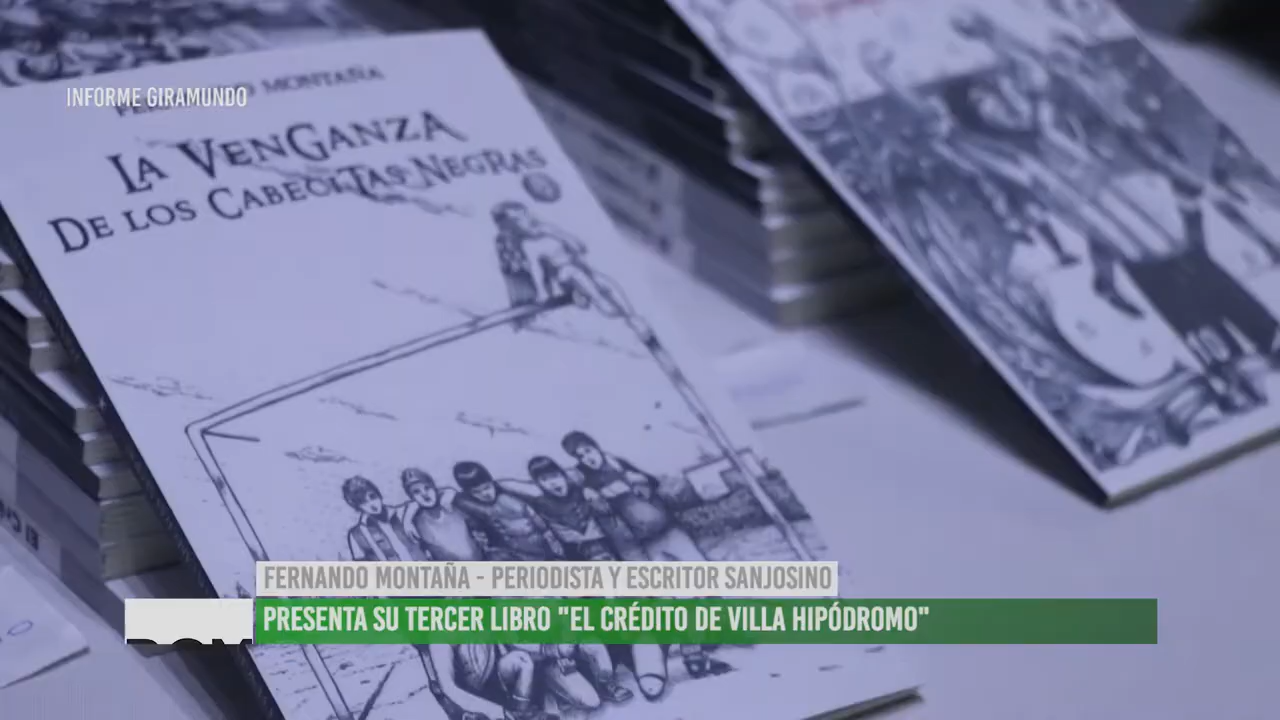 INFORME GIRAMUNDO
MONTAÑA
LA VENGANZA
DE LOS CABECITAS NEGRAS
FERNANDO MONTAÑA - PERIODISTA Y ESCRITOR SANJOSINO
PRESENTA SU TERCER LIBRO "EL CRÉDITO DE VILLA HIPÓDROMO"